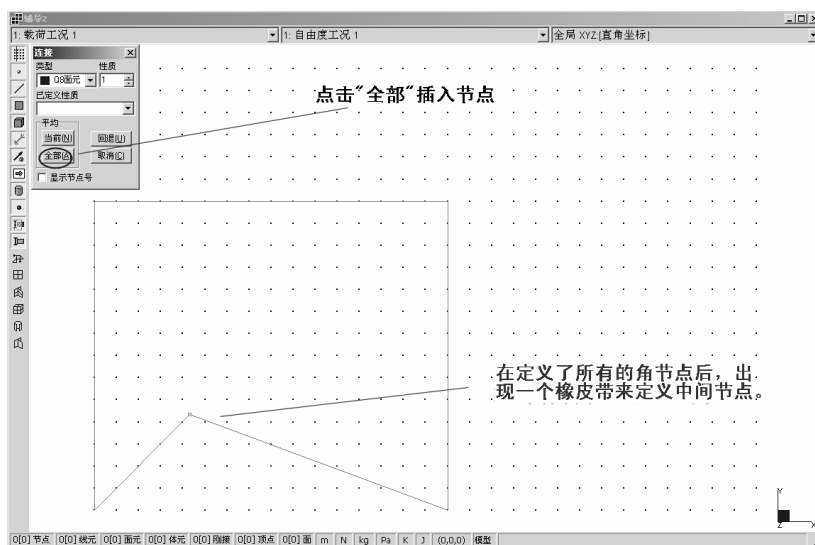 辅导2
1: 载荷工况 1
1: 自由度工况 1
全局 XYZ[直角坐标]
连接
类型 性质
Q8面元 1
已定义性质
平均
当前(N) 回退(U)
全部(A) 取消(C)
显示节点号
点击"全部"插入节点
在定义了所有的角节点后，出
现一个橡皮带来定义中间节点。
Y
Z X
0[0] 节点 0[0] 线元 0[0] 面元 0[0] 体元 0[0] 刚接 0[0] 顶点 0[0] 面 m N kg Pa K J (0,0,0) 模型